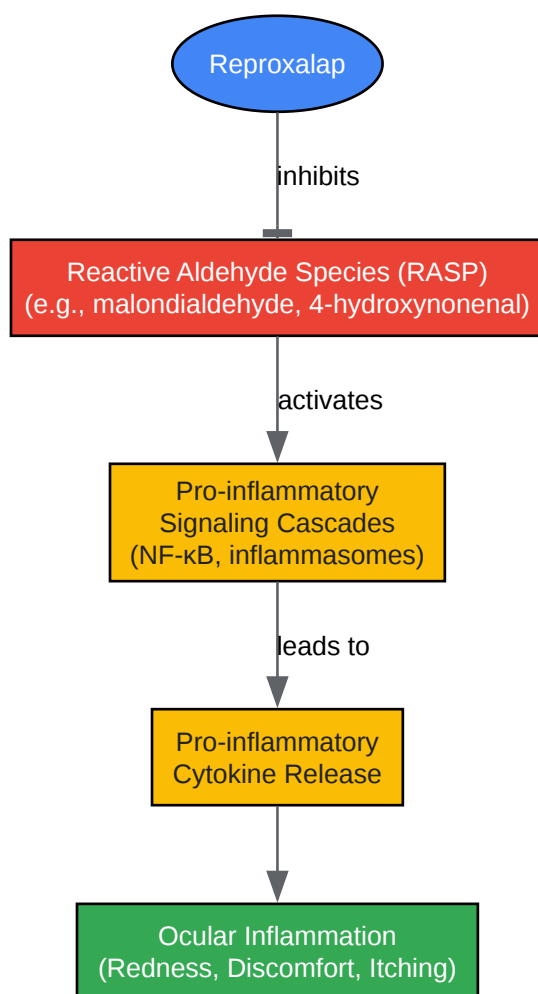 Reproxalap
inhibits
Reactive Aldehyde Species (RASP)
(e.g., malondialdehyde, 4-hydroxynonenal)
activates
Pro-inflammatory
Signaling Cascades
(NF-κB, inflammasomes)
leads to
Pro-inflammatory
Cytokine Release
Ocular Inflammation
(Redness, Discomfort, Itching)